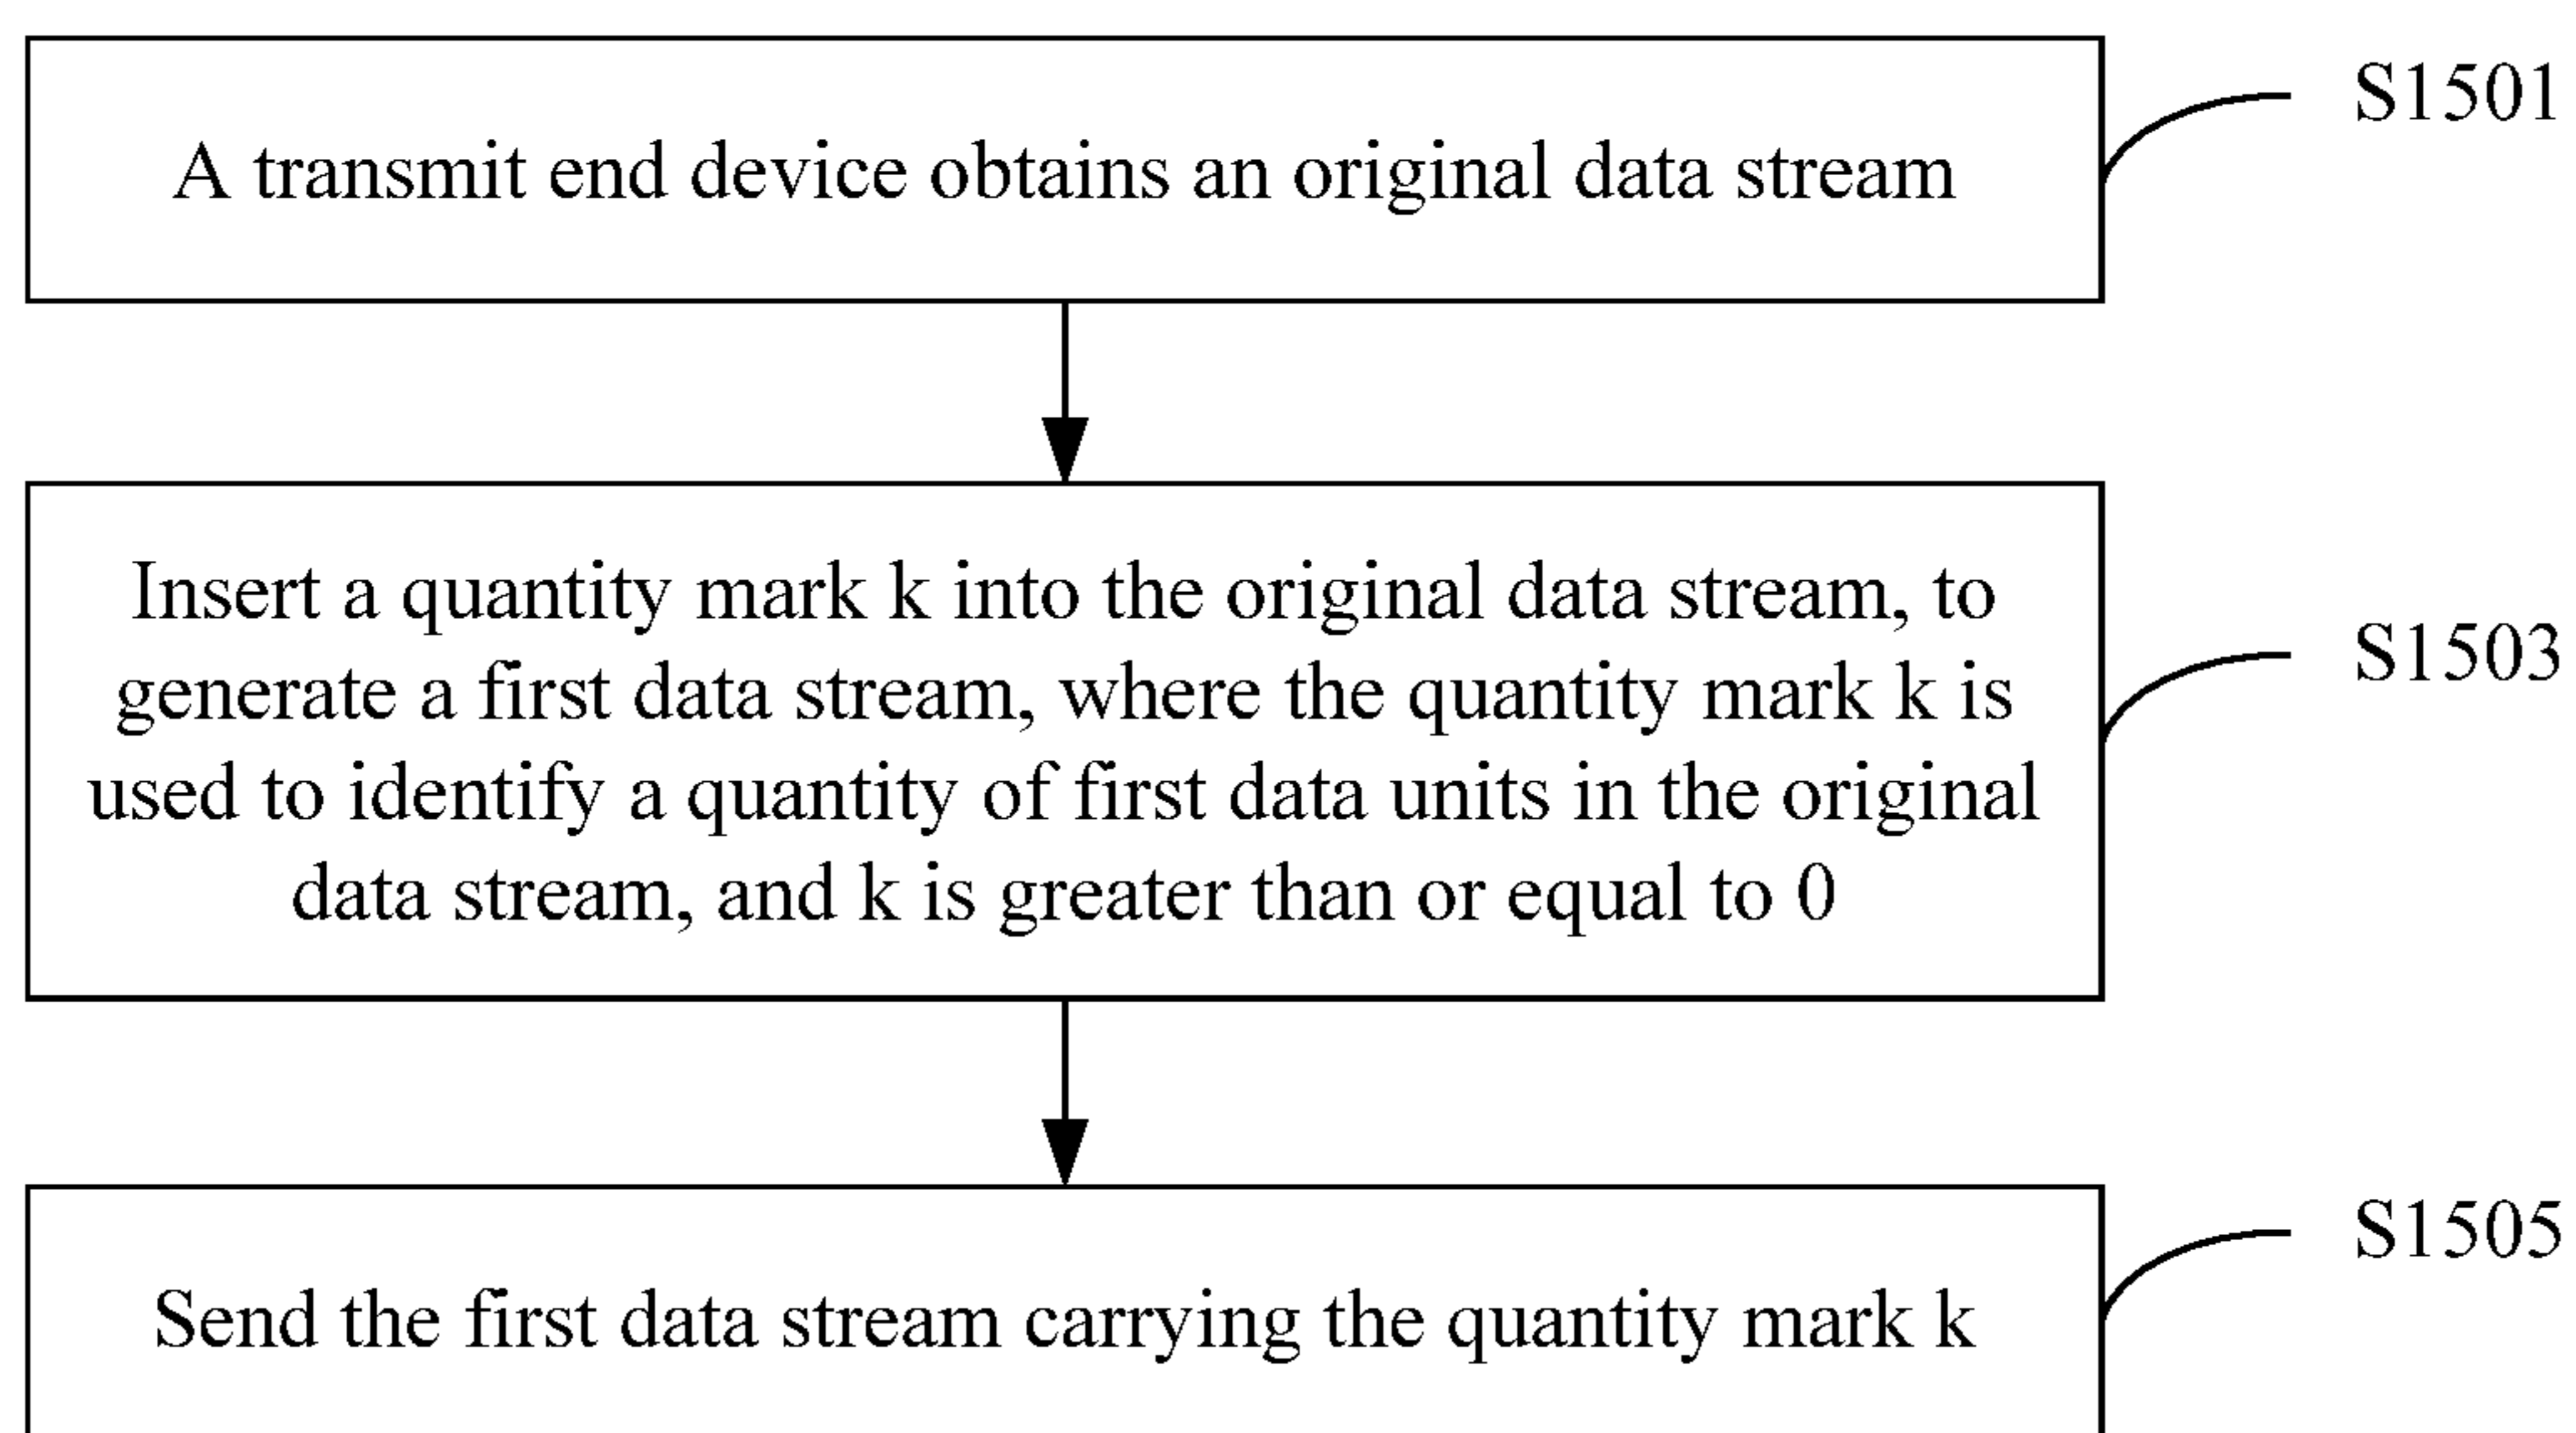 A transmit end device obtains an original data stream
S1501
Insert a quantity mark k into the original data stream, to
generate a first data stream, where the quantity mark k is
used to identify a quantity of first data units in the original
data stream, and k is greater than or equal to 0
S1503
Send the first data stream carrying the quantity mark k
S1505